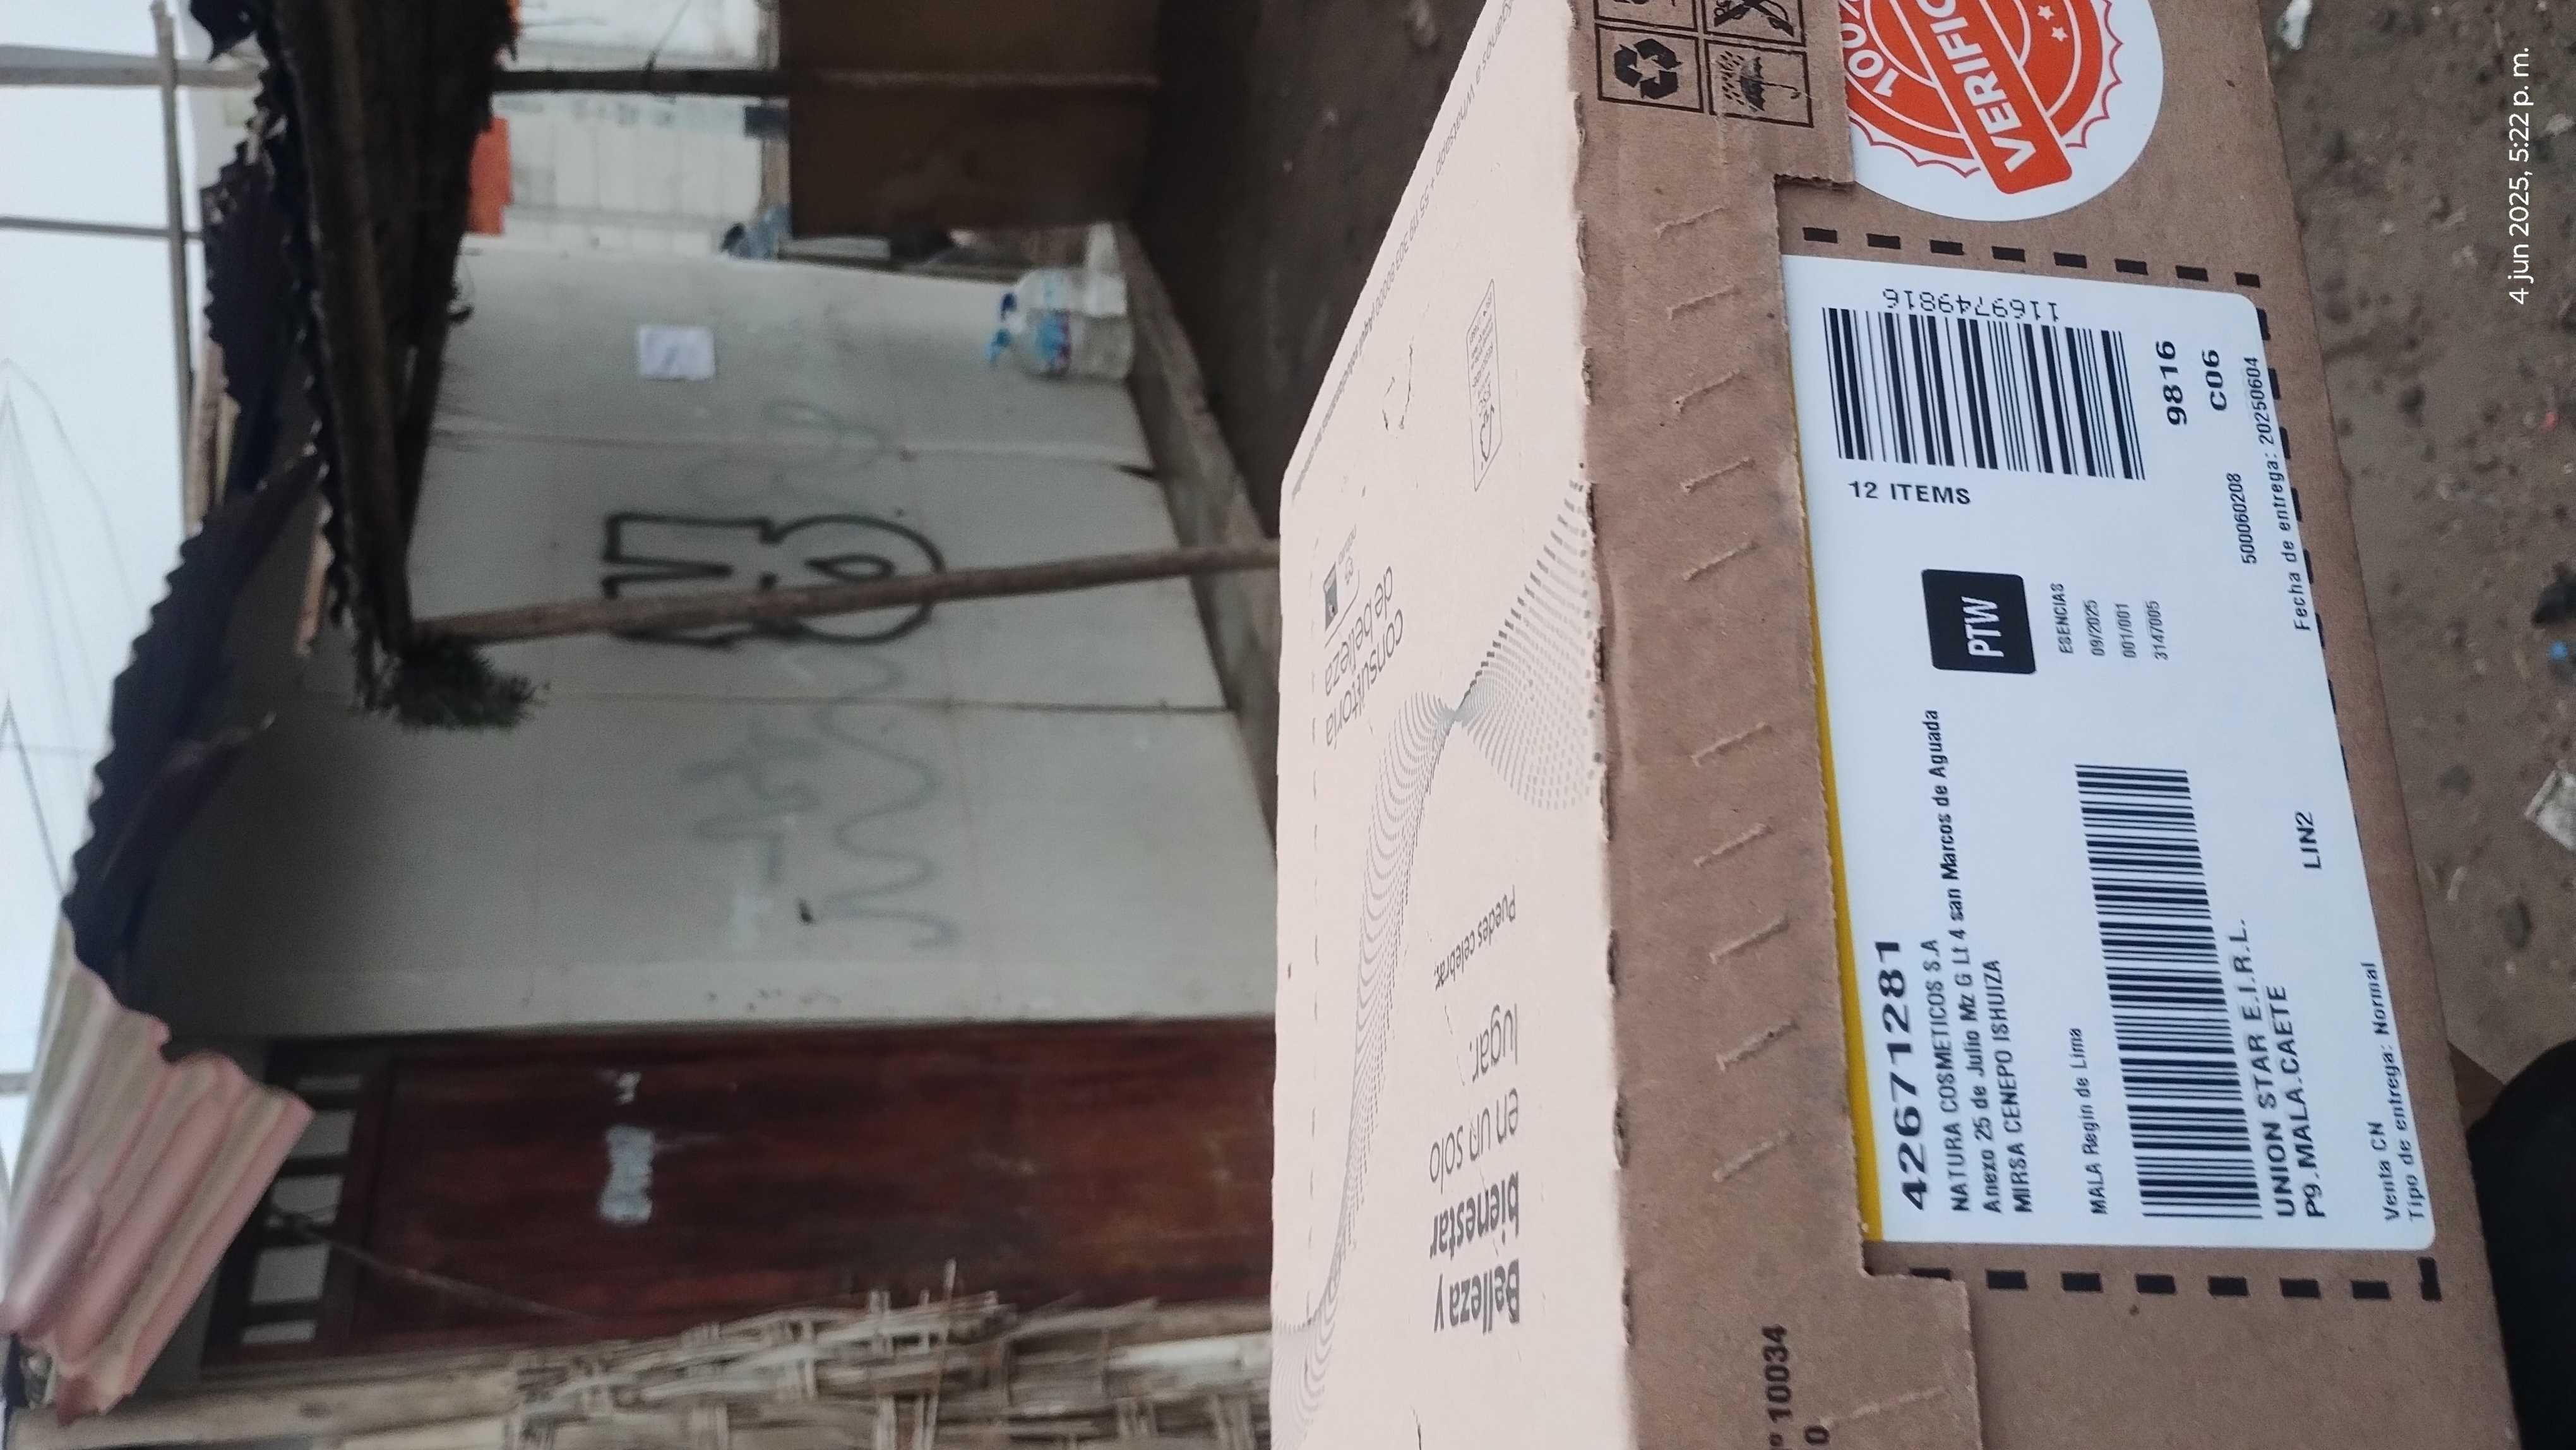 42671281
NATURA COSMETICOS S.A
Anexo 25 de Julio Mz G Lt 4 san Marcos de Aguada
MIRSA CENEPO ISHUIZA
MALA Regin de Lima
UNION STAR E.I.R.L.
P9.MALA.CAETE
LIN2
Venta CN
Tipo de entrega: Normal
PTW
ESENCIAS
09/2025
001/001
3147005
12 ITEMS
1169749816
9816
C06
500060208
Fecha de entrega: 20250604
100%
VERIFIC
10034
0
Belleza y
bienestar
en un solo
lugar.
Puedes celebrar.
consultoria
de belleza
4 jun 2025, 5:22 p. m.